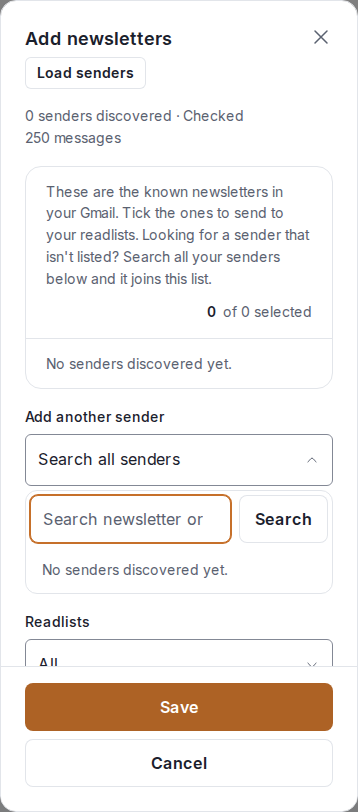 Add newsletters
Load senders
0 senders discovered · Checked
250 messages
These are the known newsletters in
your Gmail. Tick the ones to send to
your readlists. Looking for a sender that
isn't listed? Search all your senders
below and it joins this list.
0 of 0 selected
No senders discovered yet.
Add another sender
Search all senders
Search newsletter or
Search
No senders discovered yet.
Readlists
All
Save
Cancel